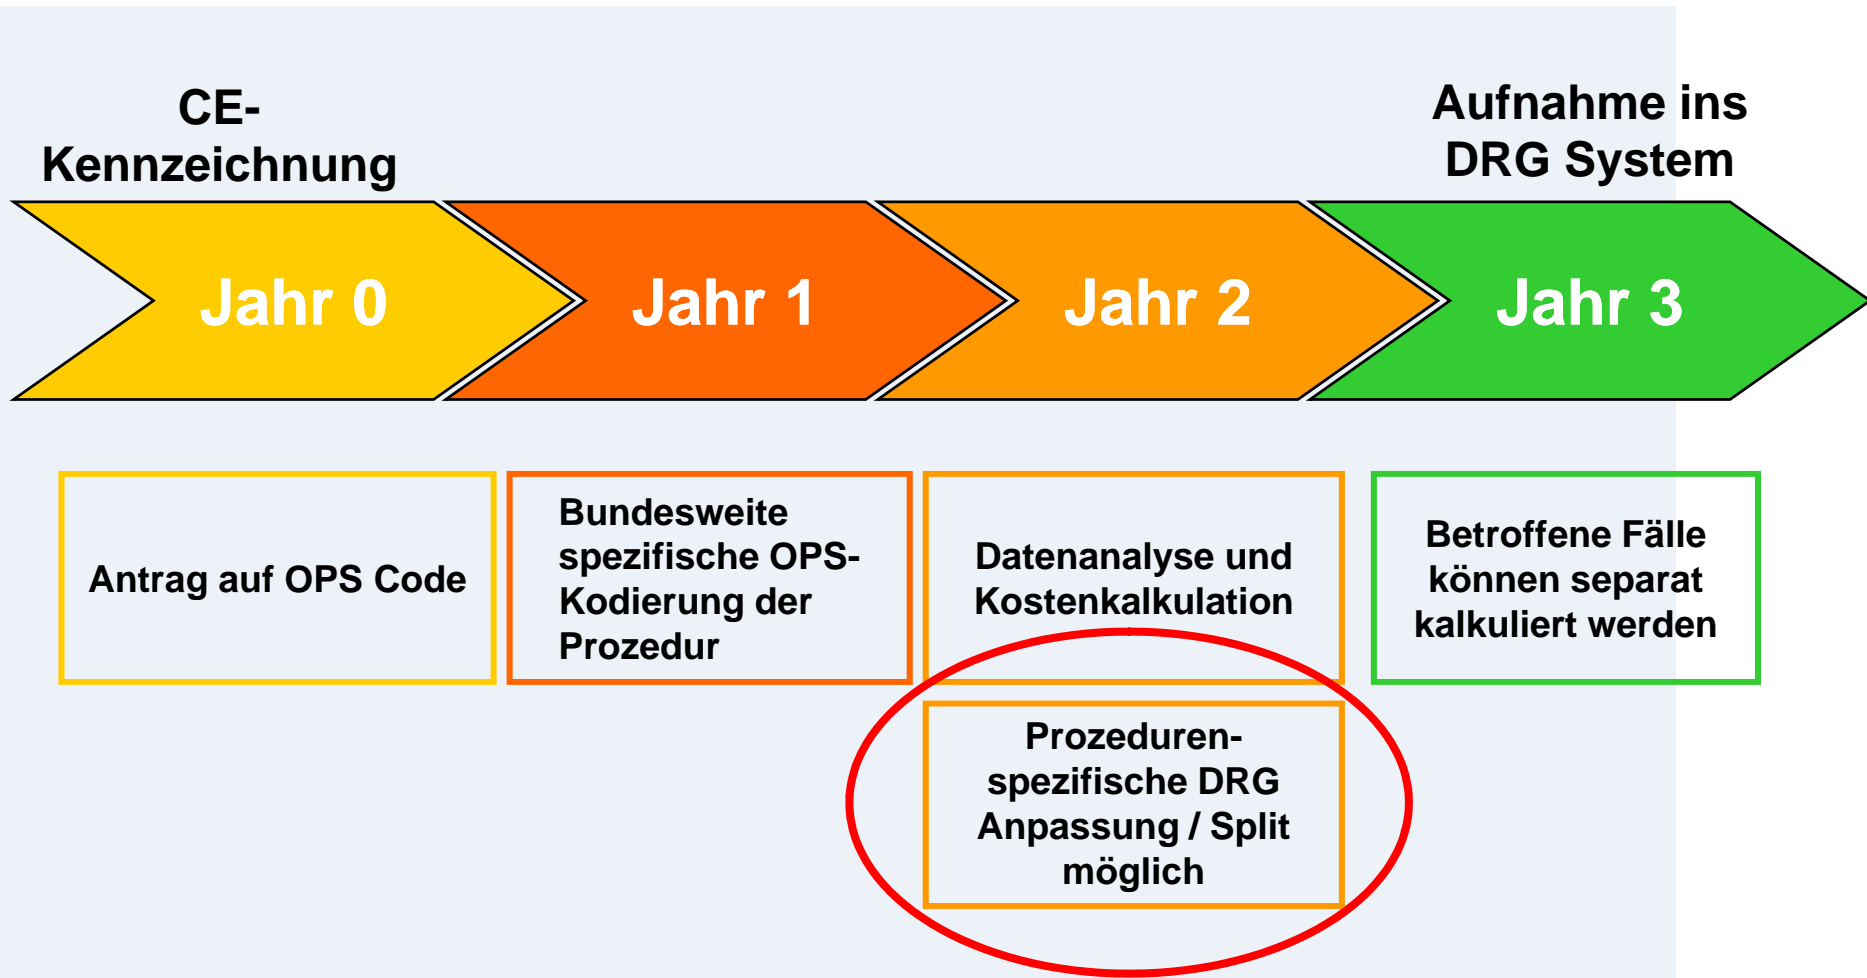 CE-
Kennzeichnung
Aufnahme ins
DRG System
Jahr 0
Jahr 1
Jahr 2
Jahr 3
Antrag auf OPS Code
Bundesweite
spezifische OPS-
Kodierung der
Prozedur
Datenanalyse und
Kostenkalkulation
Betroffene Fälle
können separat
kalkuliert werden
Prozeduren-
spezifische DRG
Anpassung / Split
möglich